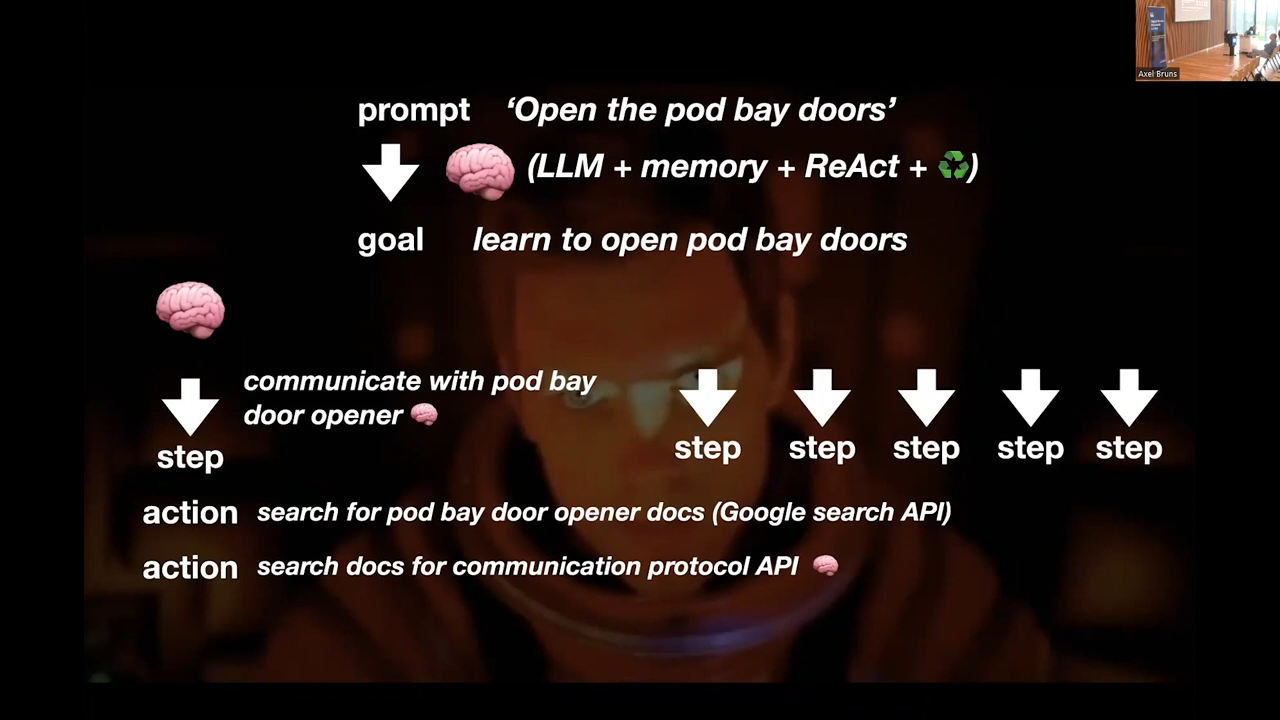 Axel Bruns
prompt ‘Open the pod bay doors’
(LLM + memory + ReAct + ♻)
goal learn to open pod bay doors
communicate with pod bay
door opener
step
step step step step step
action search for pod bay door opener docs (Google search API)
action search docs for communication protocol API